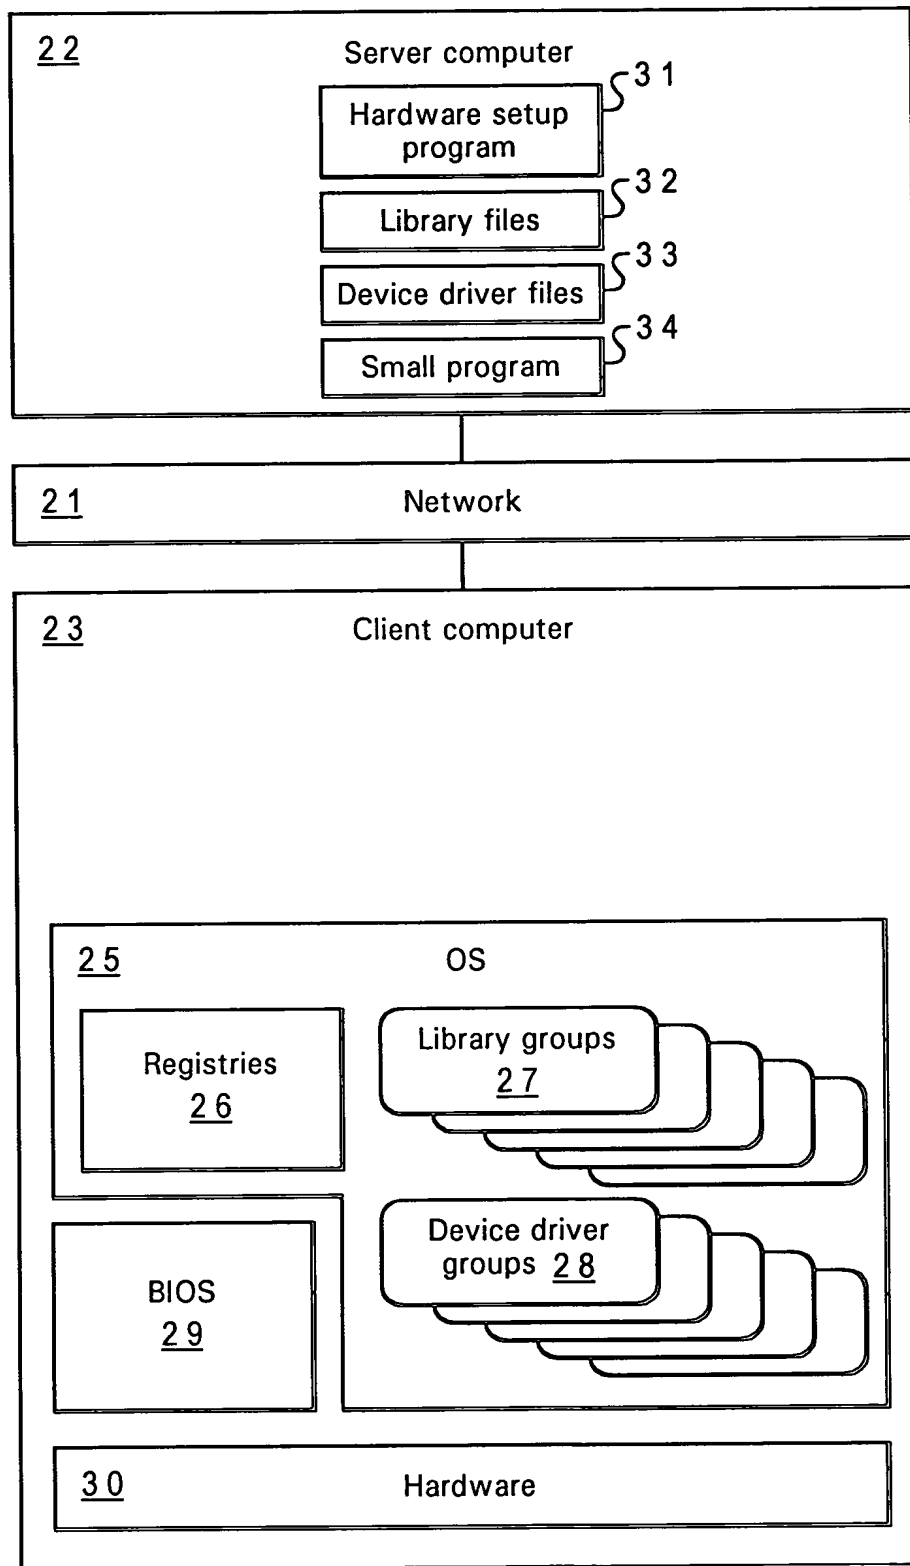 22
Server computer
31
Hardware setup
program
32
Library files
33
Device driver files
34
Small program
21
Network
23
Client computer
25
OS
Registries
26
Library groups
27
Device driver
groups 28
BIOS
29
30
Hardware